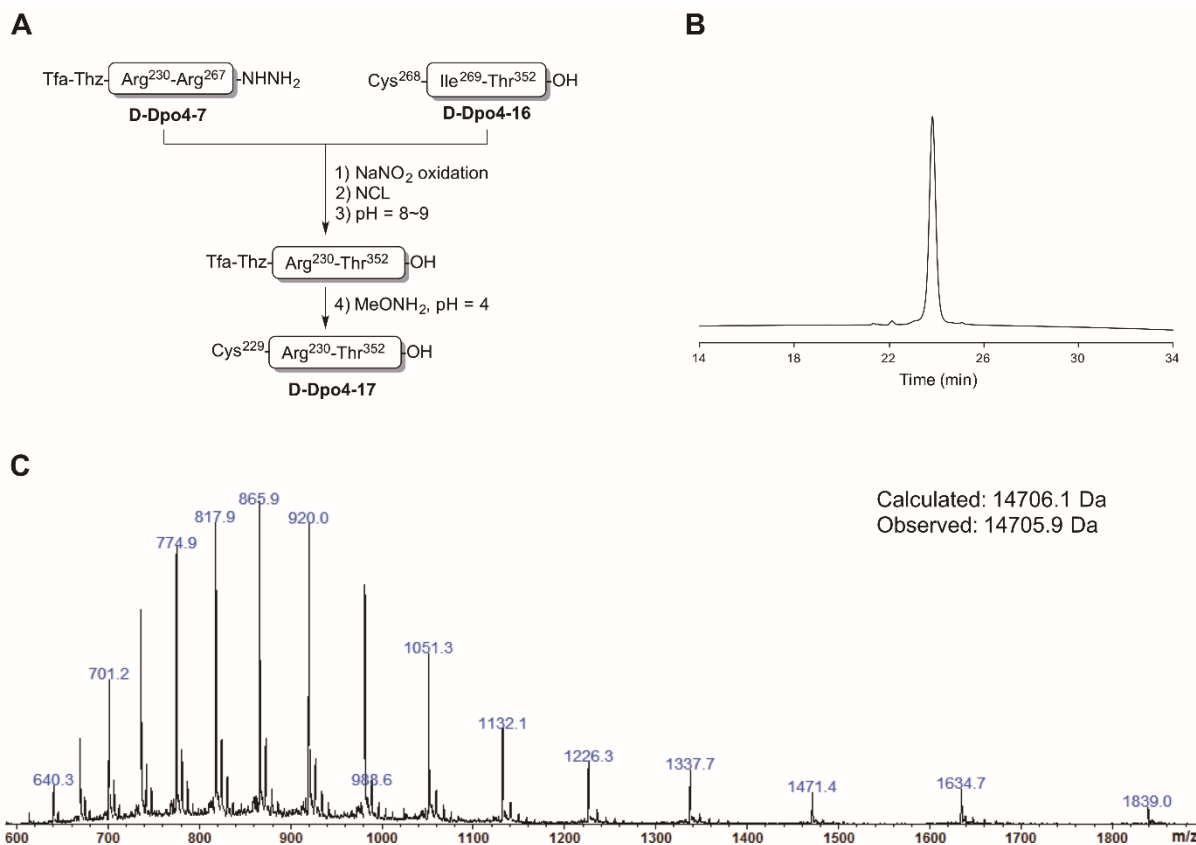 A
Tfa-Thz-Arg²³⁰-Arg²⁶⁷-NHNH₂
Cys²⁶⁸-Ile²⁶⁹-Thr³⁵²-OH
D-Dpo4-7
D-Dpo4-16
1) NaNO₂ oxidation
2) NCL
3) pH = 8~9
Tfa-Thz-Arg²³⁰-Thr³⁵²-OH
4) MeONH₂, pH = 4
Cys²²⁹-Arg²³⁰-Thr³⁵²-OH
D-Dpo4-17
B
14 18 22 26 30 34
Time (min)
C
Calculated: 14706.1 Da
Observed: 14705.9 Da
640.3
701.2
774.9
817.9
865.9
920.0
988.6
1051.3
1132.1
1226.3
1337.7
1471.4
1634.7
1839.0
600 700 800 900 1000 1100 1200 1300 1400 1500 1600 1700 1800 m/z